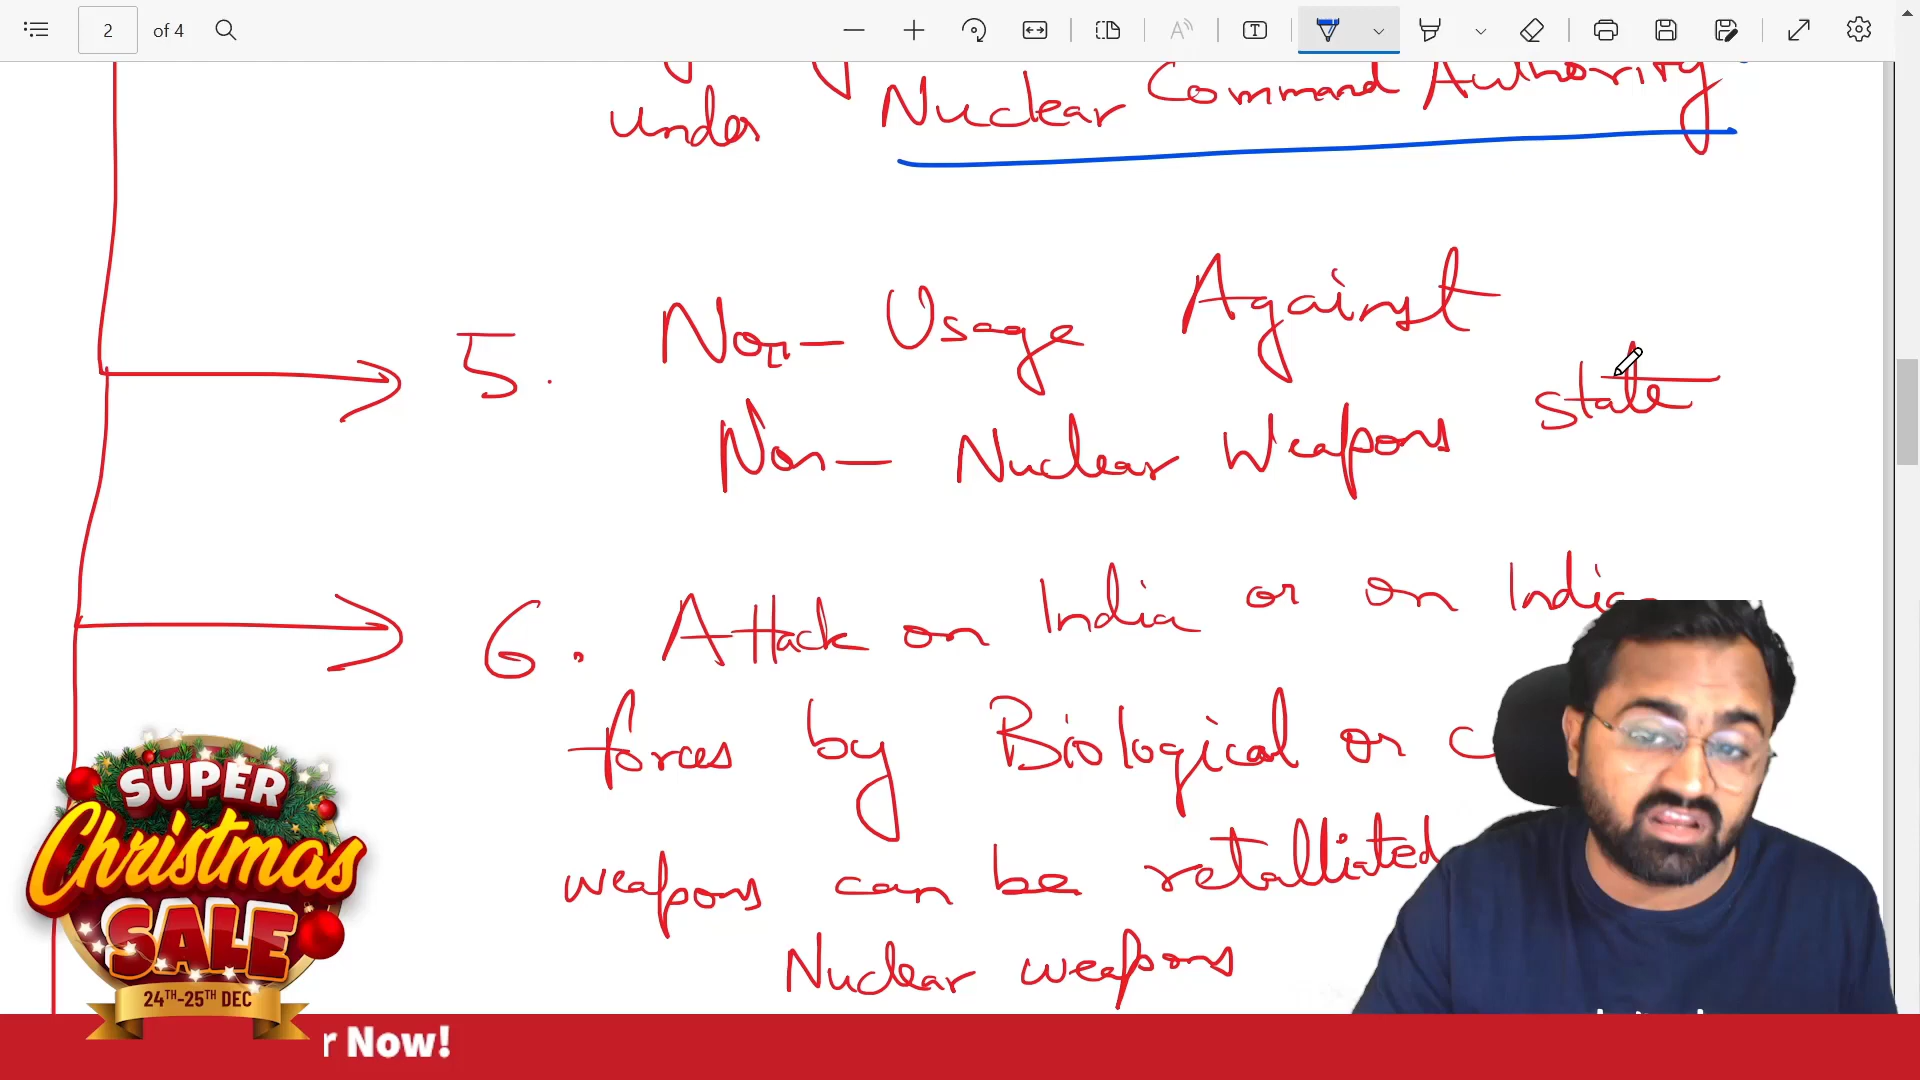 2 of 4
under Nuclear Command Authority
5. Non- Usage Against
Non- Nuclear Weapons state
6. Attack on India or on India
forces by Biological or c
weapons can be retalliated
Nuclear weapons
SUPER
Christmas
SALE
24TH-25TH DEC
r Now!